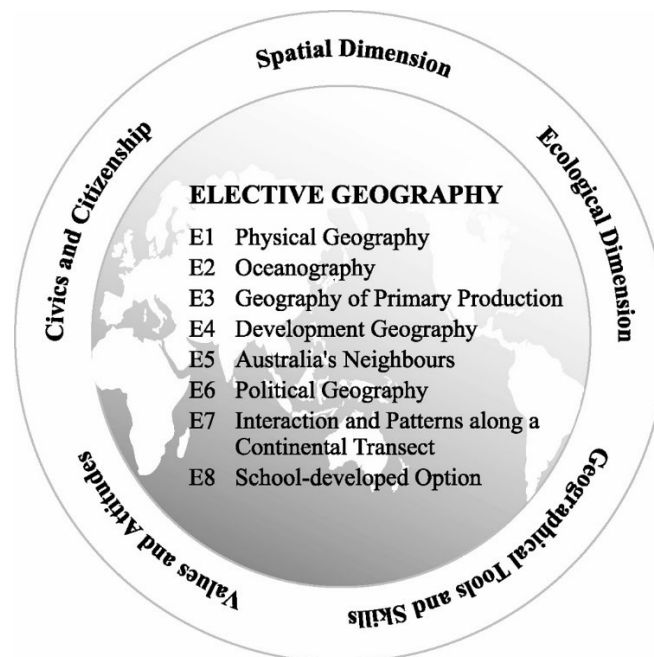 Spatial Dimension
Civics and Citizenship
Ecological Dimension
ELECTIVE GEOGRAPHY
E1 Physical Geography
E2 Oceanography
E3 Geography of Primary Production
E4 Development Geography
E5 Australia's Neighbours
E6 Political Geography
E7 Interaction and Patterns along a
Continental Transect
E8 School-developed Option
Values and Attitudes
Geographical Tools and Skills